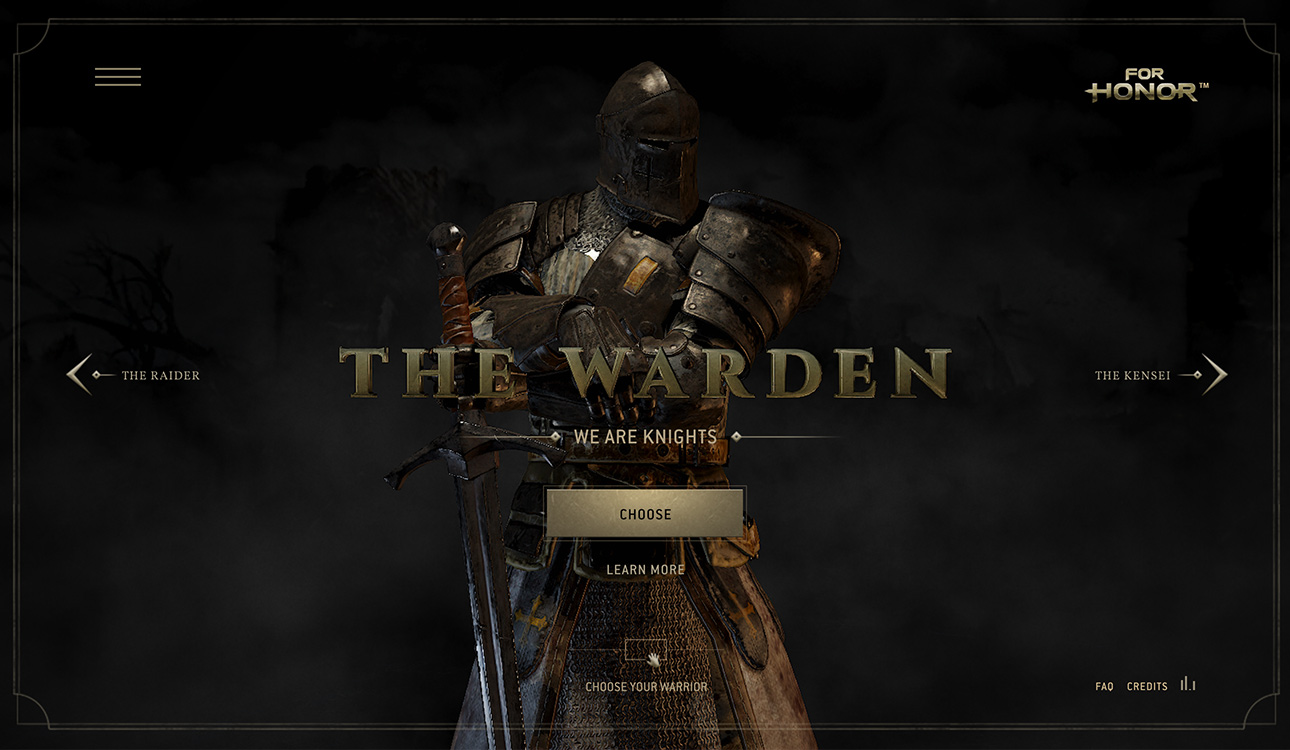 FOR
HONOR™
THE RAIDER
THE WARDEN
THE KENSEI
WE ARE KNIGHTS
CHOOSE
LEARN MORE
CHOOSE YOUR WARRIOR
FAQ CREDITS